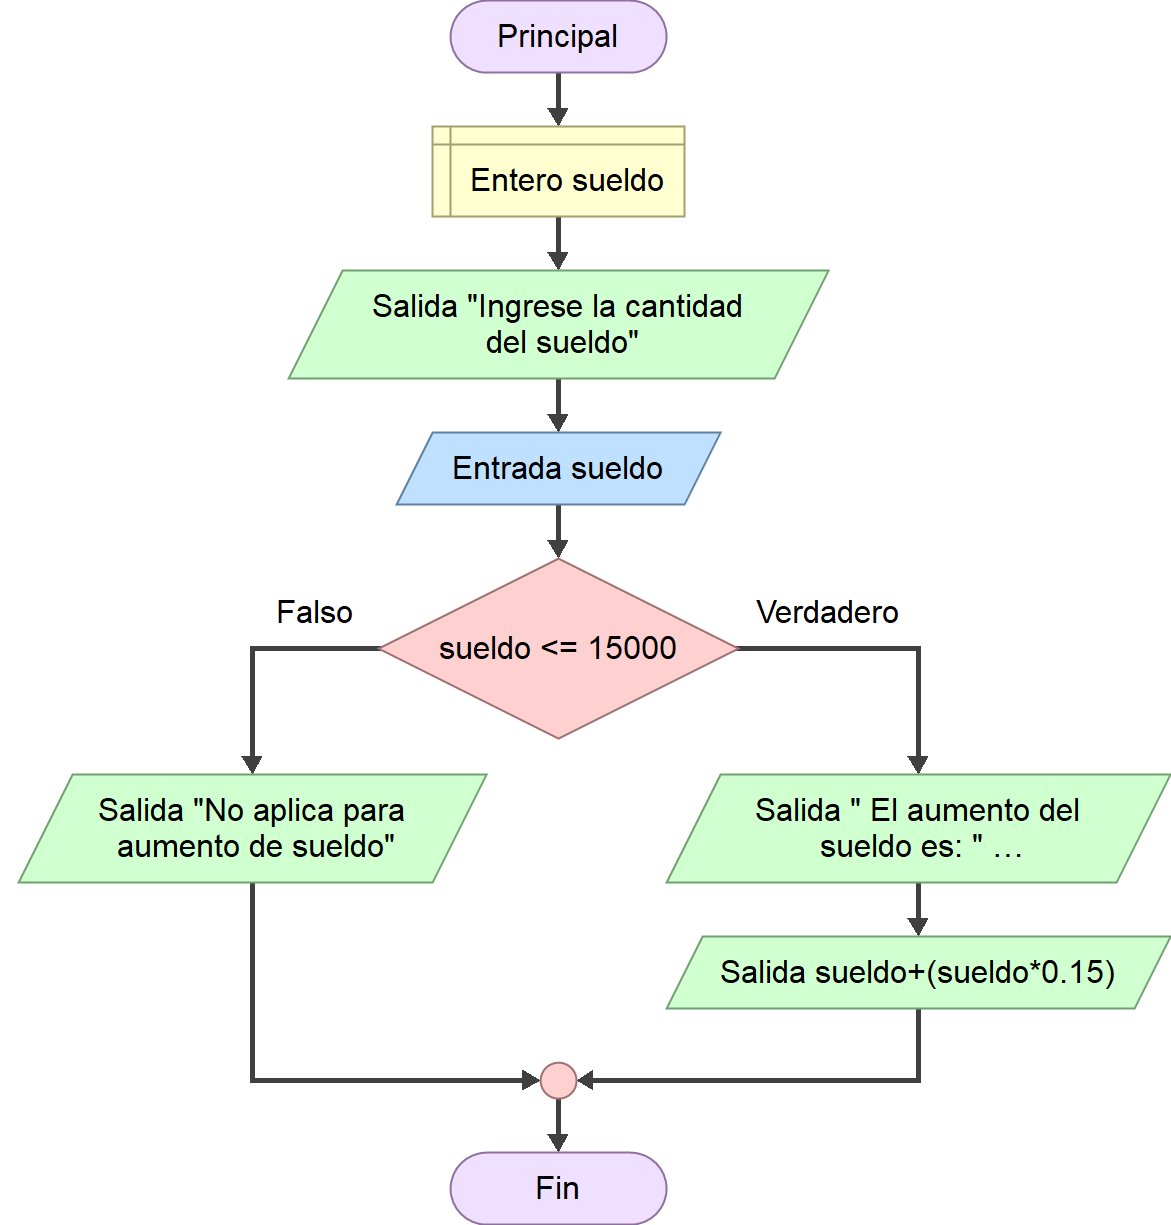 Principal
Entero sueldo
Salida "Ingrese la cantidad
del sueldo"
Entrada sueldo
Falso
Verdadero
sueldo <= 15000
Salida "No aplica para
aumento de sueldo"
Salida " El aumento del
sueldo es: " …
Salida sueldo+(sueldo*0.15)
Fin